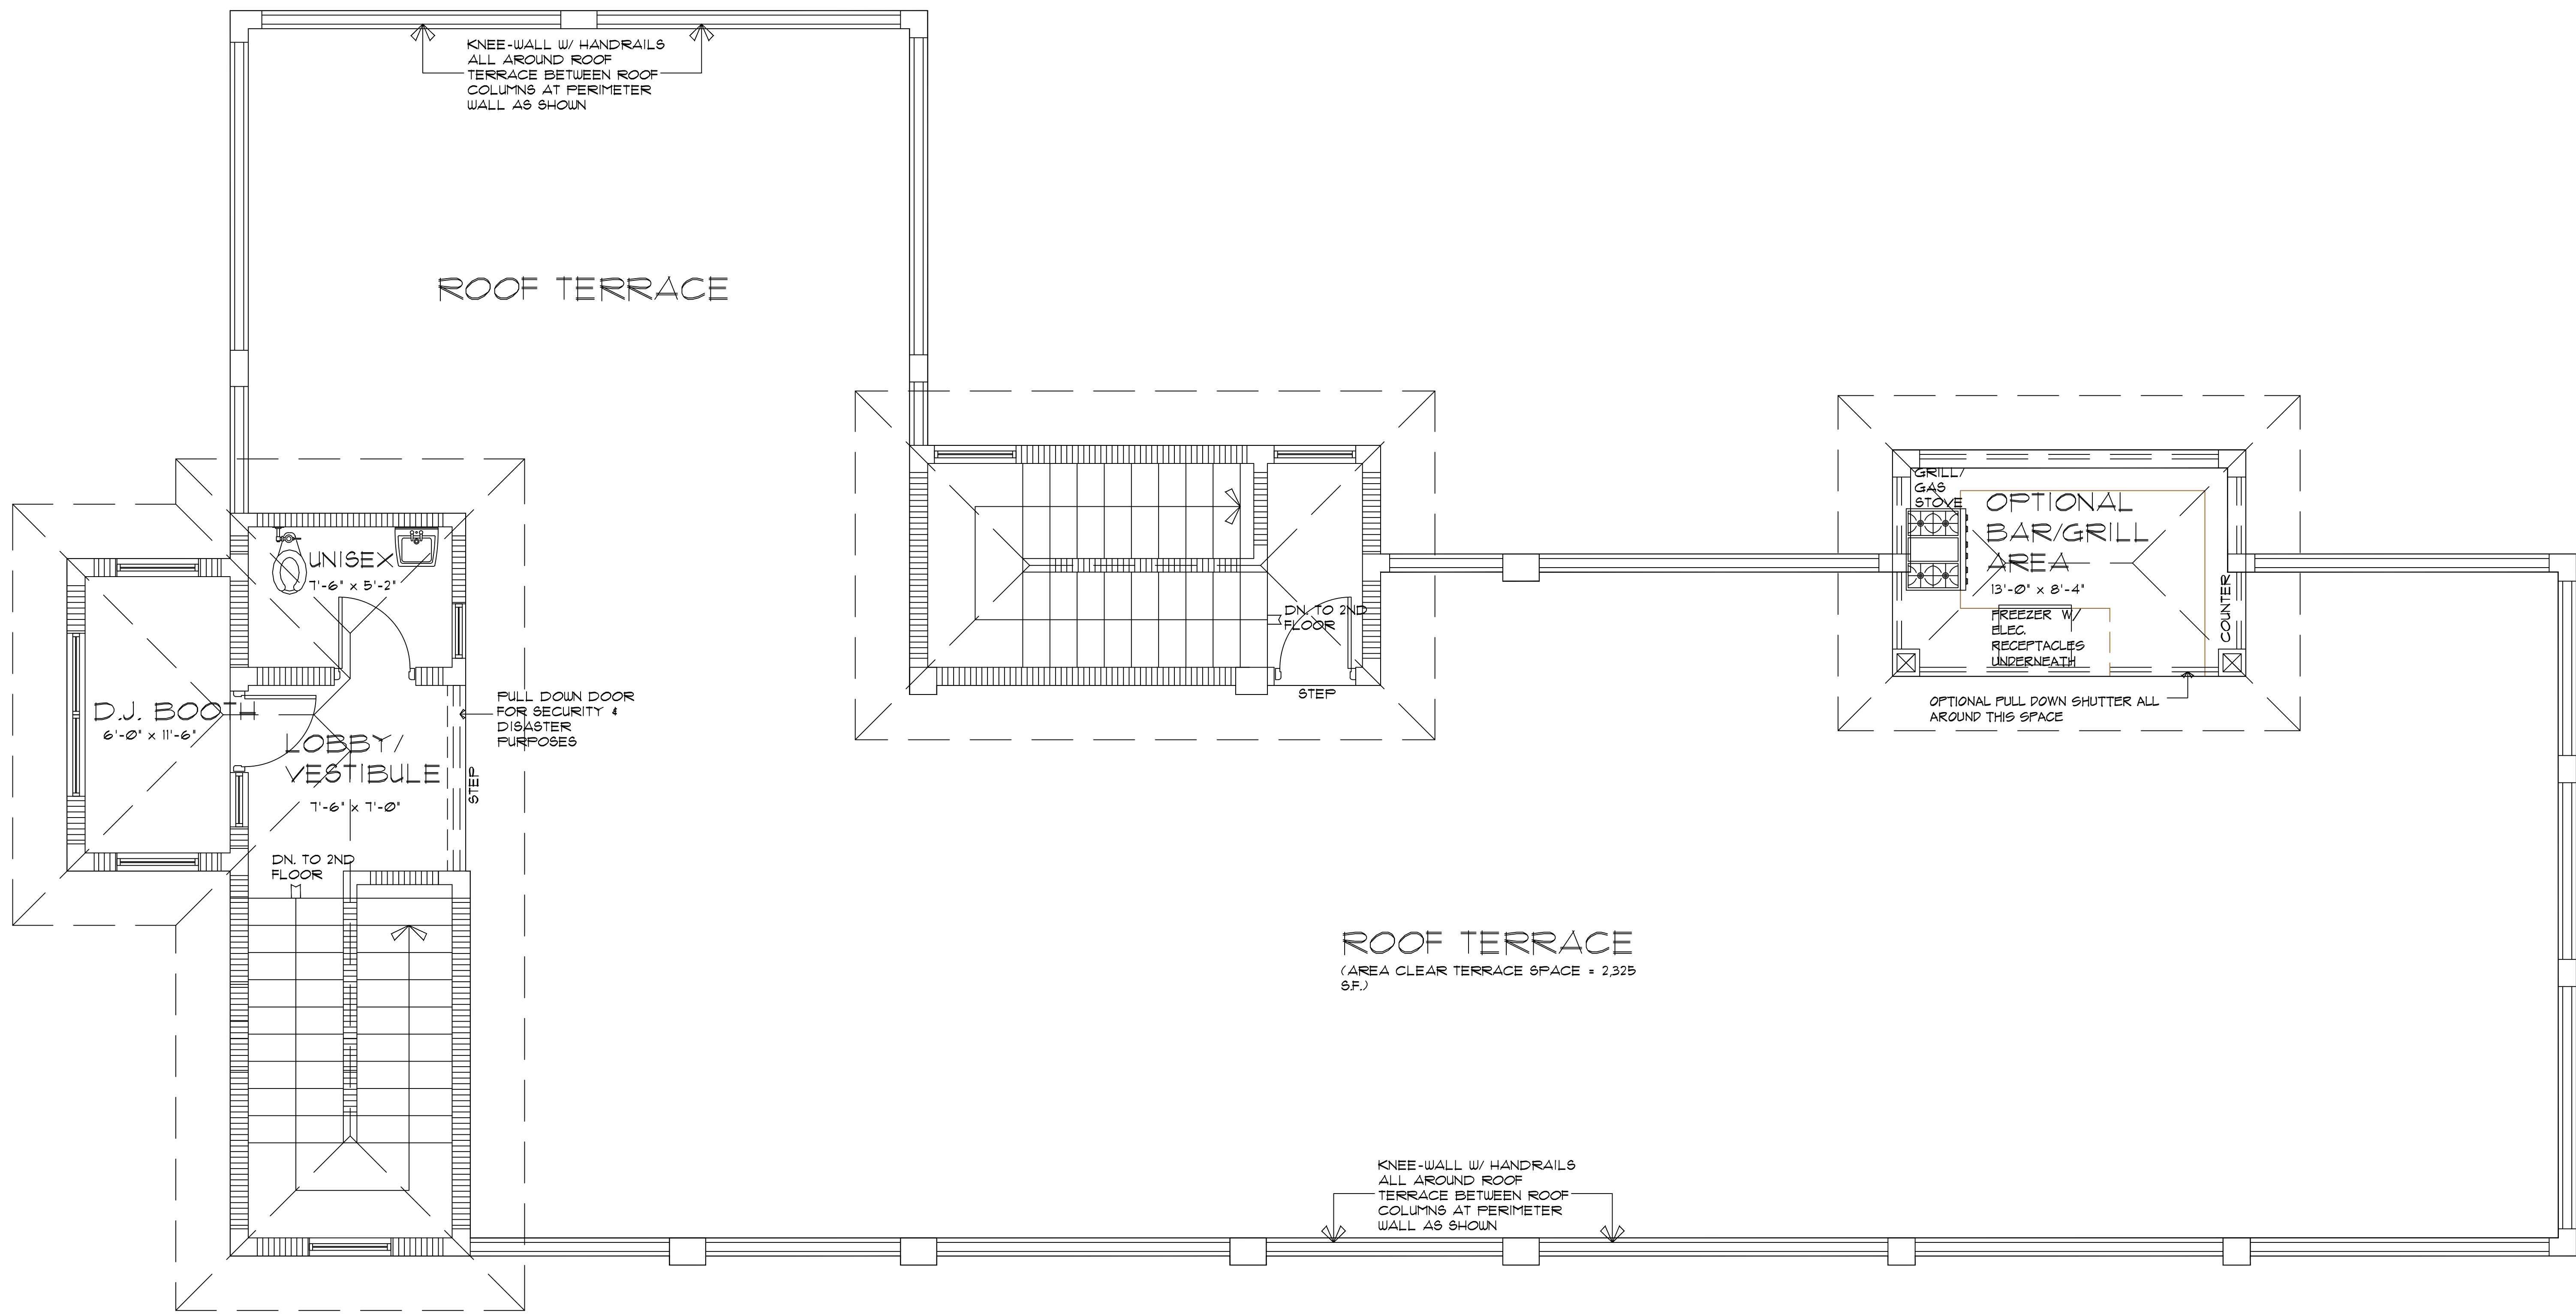 KNEE-WALL W/ HANDRAILS
ALL AROUND ROOF
TERRACE BETWEEN ROOF
COLUMNS AT PERIMETER
WALL AS SHOWN
ROOF TERRACE
UNISEX
7'-6" x 5'-2"
D.J. BOOTH
6'-0" x 11'-6"
LOBBY/
VESTIBULE
7'-6" x 7'-0"
PULL DOWN DOOR
FOR SECURITY &
DISASTER
PURPOSES
STEP
DN. TO 2ND
FLOOR
DN. TO 2ND
FLOOR
STEP
GRILL/
GAS
STOVE
OPTIONAL
BAR/GRILL
AREA
13'-0" x 8'-4"
FREEZER W/
ELEC.
RECEPTACLES
UNDERNEATH
COUNTER
OPTIONAL PULL DOWN SHUTTER ALL
AROUND THIS SPACE
ROOF TERRACE
(AREA CLEAR TERRACE SPACE = 2,325
S.F.)
KNEE-WALL W/ HANDRAILS
ALL AROUND ROOF
TERRACE BETWEEN ROOF
COLUMNS AT PERIMETER
WALL AS SHOWN